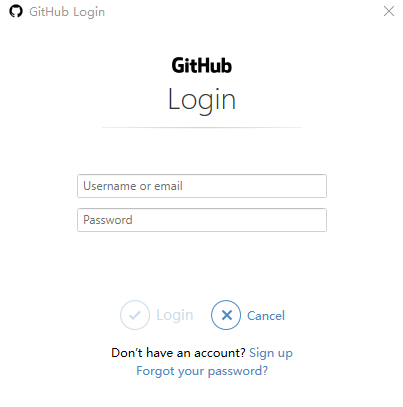 GitHub Login
GitHub
Login
Username or email
Password
Login Cancel
Don't have an account? Sign up
Forgot your password?